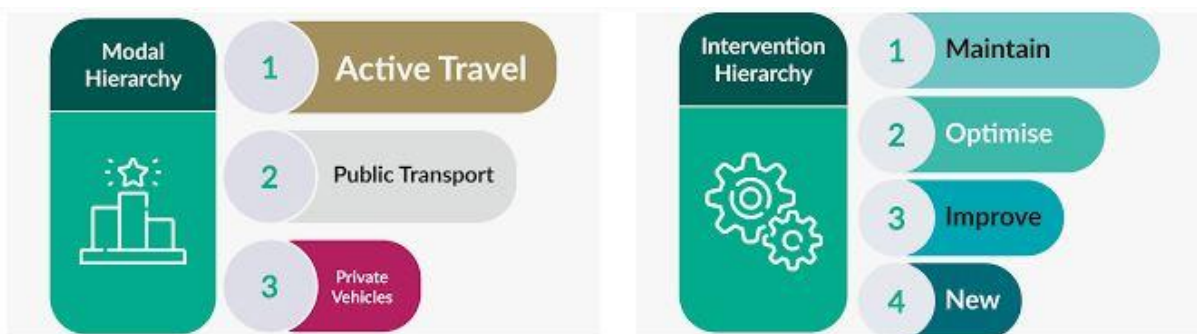 Modal
Hierarchy
1
Active Travel
2
Public Transport
3
Private
Vehicles
Intervention
Hierarchy
1
Maintain
2
Optimise
3
Improve
4
New